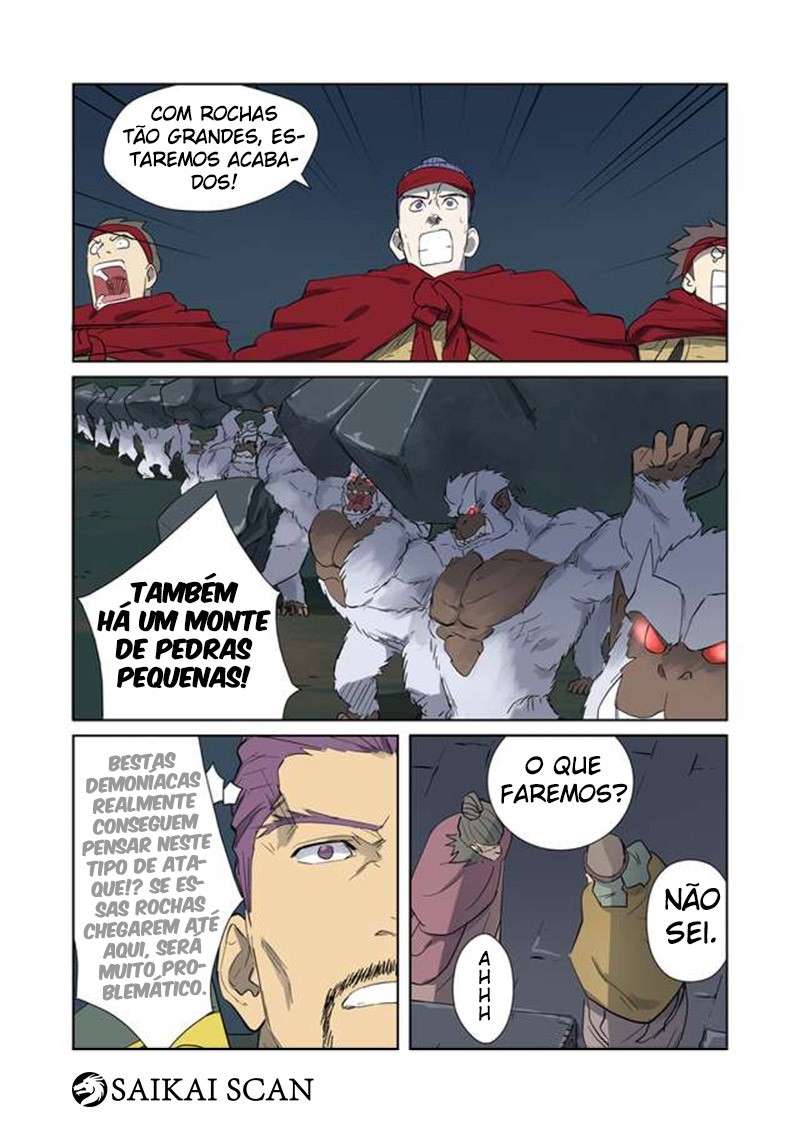 COM ROCHAS
TÃO GRANDES, ES-
TAREMOS ACABA-
DOS!
TAMBÉM
HÁ UM MONTE
DE PEDRAS
PEQUENAS!
BESTAS
DEMONÍACAS
REALMENTE
CONSEGUEM
PENSAR NESTE
TIPO DE ATA-
QUE!? SE ES-
SAS ROCHAS
CHEGAREM ATÉ
AQUI, SERÁ
MUITO PRO-
BLEMÁTICO.
O QUE
FAREMOS?
NÃO
SEI.
A
H
H
H
SAIKAI SCAN